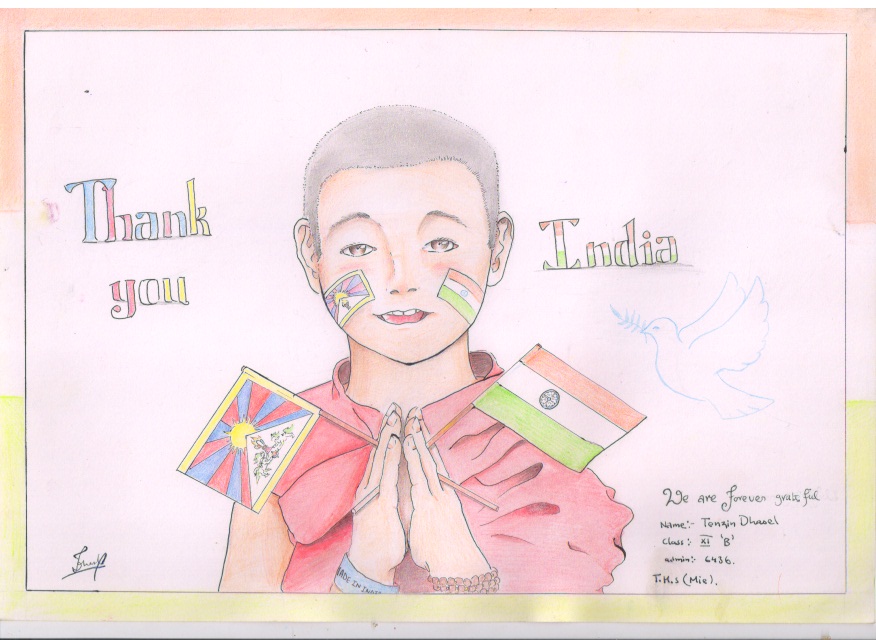 Thank
you
India
We are forever grateful
Name:- Tenzin Dhasel
Class: XI 'B'
admin:- 6436.
T.H.S (Mie).
MADE IN INDIA